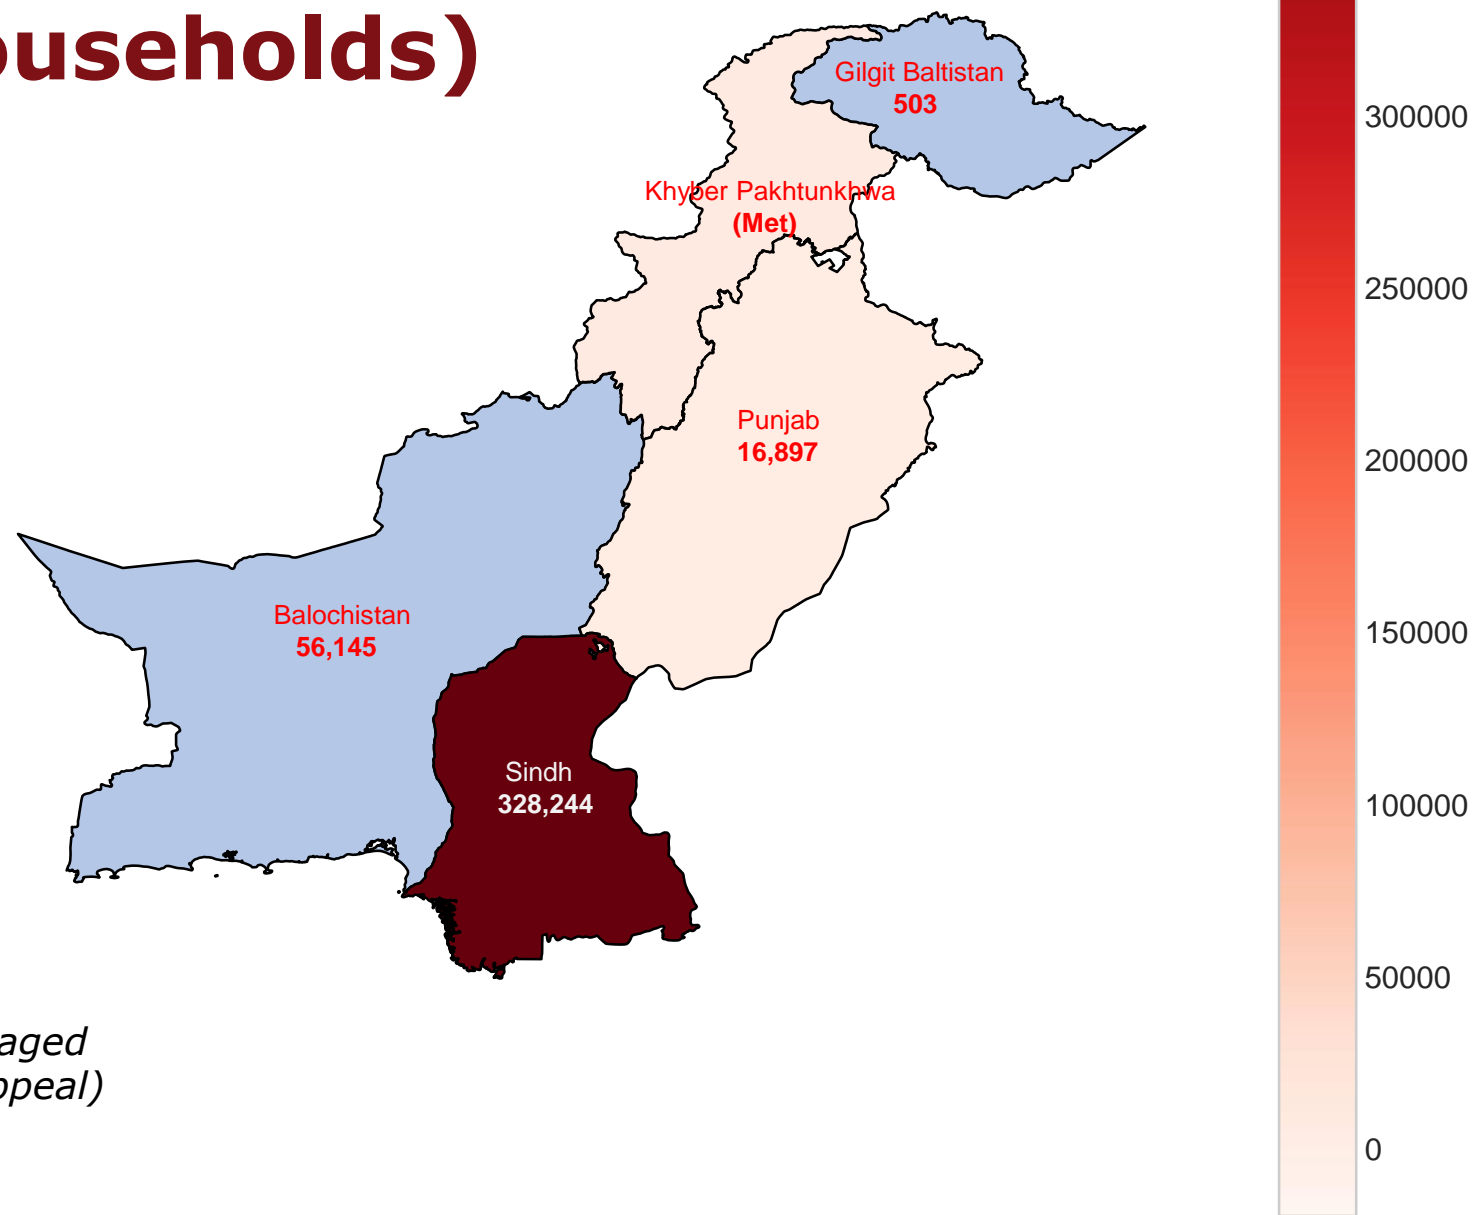 ouseholds)
Gilgit Baltistan
503
Khyber Pakhtunkhwa
(Met)
Punjab
16,897
Balochistan
56,145
Sindh
328,244
aged
ppeal)
300000
250000
200000
150000
100000
50000
0